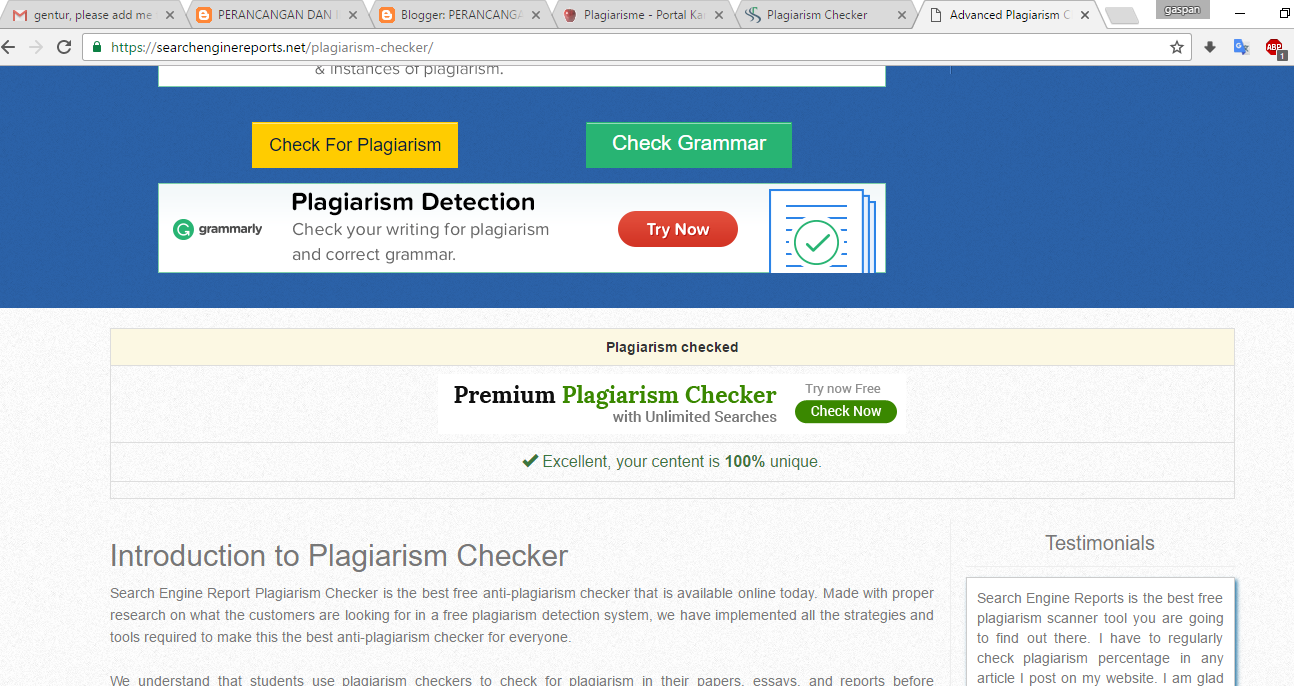 gentur, please add me
PERANCANGAN DAN
Blogger: PERANCANGA
Plagiarisme - Portal Ka
Plagiarism Checker
Advanced Plagiarism C
gaspan
https://searchenginereports.net/plagiarism-checker/
ABP
1
& instances of plagiarism.
Check For Plagiarism
Check Grammar
grammarly
Plagiarism Detection
Check your writing for plagiarism
and correct grammar.
Try Now
Plagiarism checked
Premium Plagiarism Checker
with Unlimited Searches
Try now Free
Check Now
Excellent, your centent is 100% unique.
Introduction to Plagiarism Checker
Search Engine Report Plagiarism Checker is the best free anti-plagiarism checker that is available online today. Made with proper
research on what the customers are looking for in a free plagiarism detection system, we have implemented all the strategies and
tools required to make this the best anti-plagiarism checker for everyone.
We understand that students use plagiarism checkers to check for plagiarism in their papers, essays, and reports before
Testimonials
Search Engine Reports is the best free
plagiarism scanner tool you are going
to find out there. I have to regularly
check plagiarism percentage in any
article I post on my website. I am glad